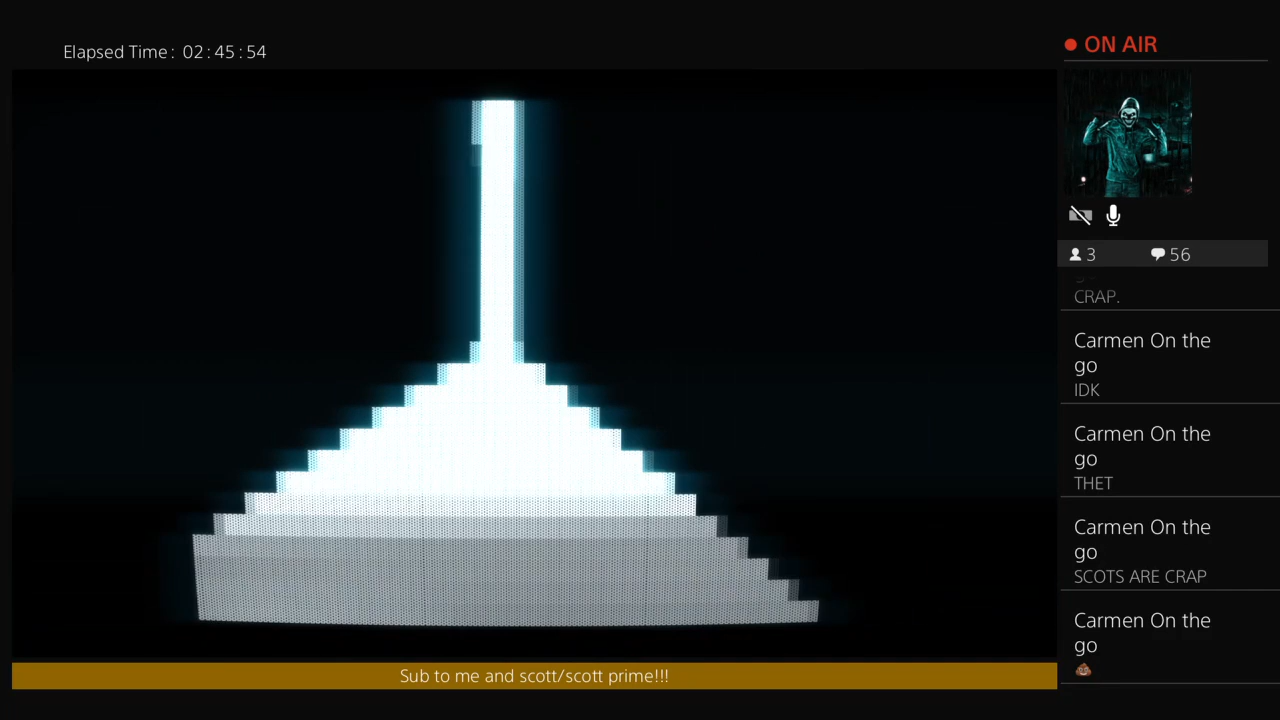 Elapsed Time: 02:45:54
ON AIR
3 56
CRAP.
Carmen On the
go
IDK
Carmen On the
go
THET
Carmen On the
go
SCOTS ARE CRAP
Carmen On the
go
💩
Sub to me and scott/scott prime!!!